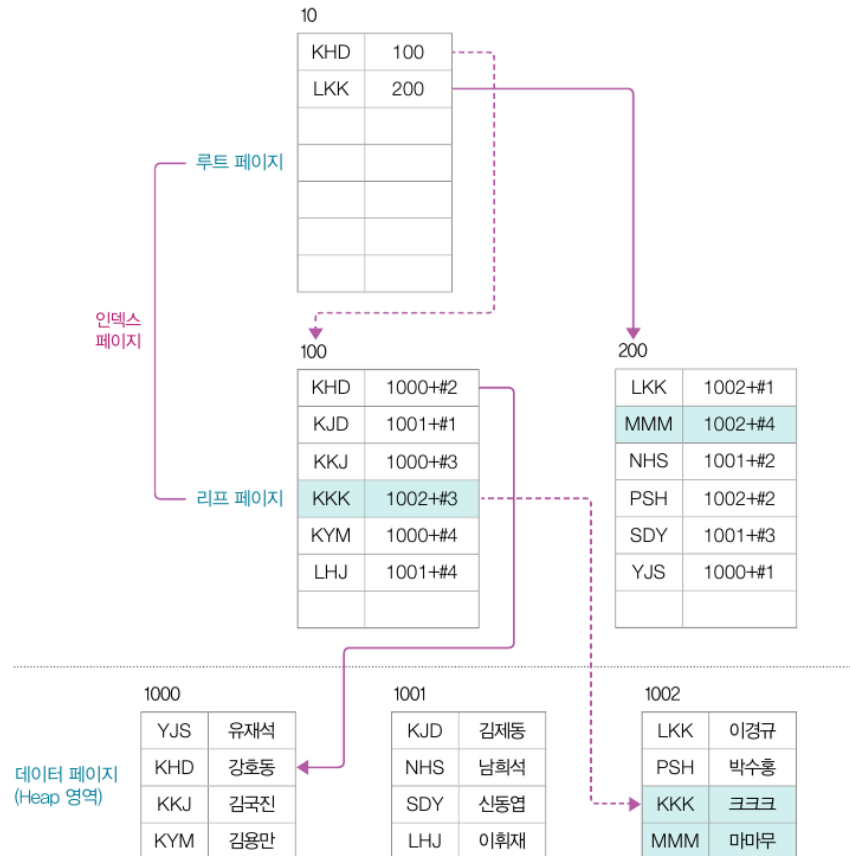 10
KHD 100
LKK 200
루트 페이지
인덱스
페이지
100
KHD 1000+#2
KJD 1001+#1
KKJ 1000+#3
KKK 1002+#3
KYM 1000+#4
LHJ 1001+#4
리프 페이지
200
LKK 1002+#1
MMM 1002+#4
NHS 1001+#2
PSH 1002+#2
SDY 1001+#3
YJS 1000+#1
데이터 페이지
(Heap 영역)
1000
YJS 유재석
KHD 강호동
KKJ 김국진
KYM 김용만
1001
KJD 김제동
NHS 남희석
SDY 신동엽
LHJ 이휘재
1002
LKK 이경규
PSH 박수홍
KKK 크크크
MMM 마마무